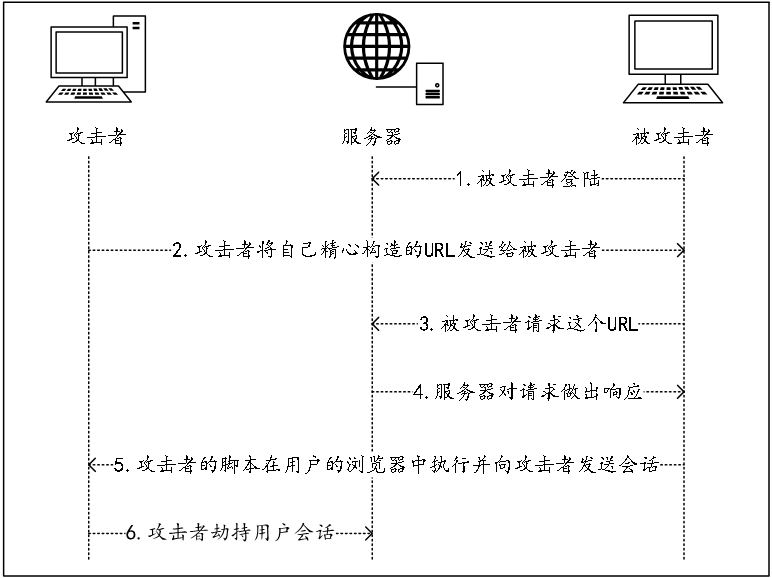 攻击者
服务器
被攻击者
1.被攻击者登陆
2.攻击者将自己精心构造的URL发送给被攻击者
3.被攻击者请求这个URL
4.服务器对请求做出响应
5.攻击者的脚本在用户的浏览器中执行并向攻击者发送会话
6.攻击者劫持用户会话